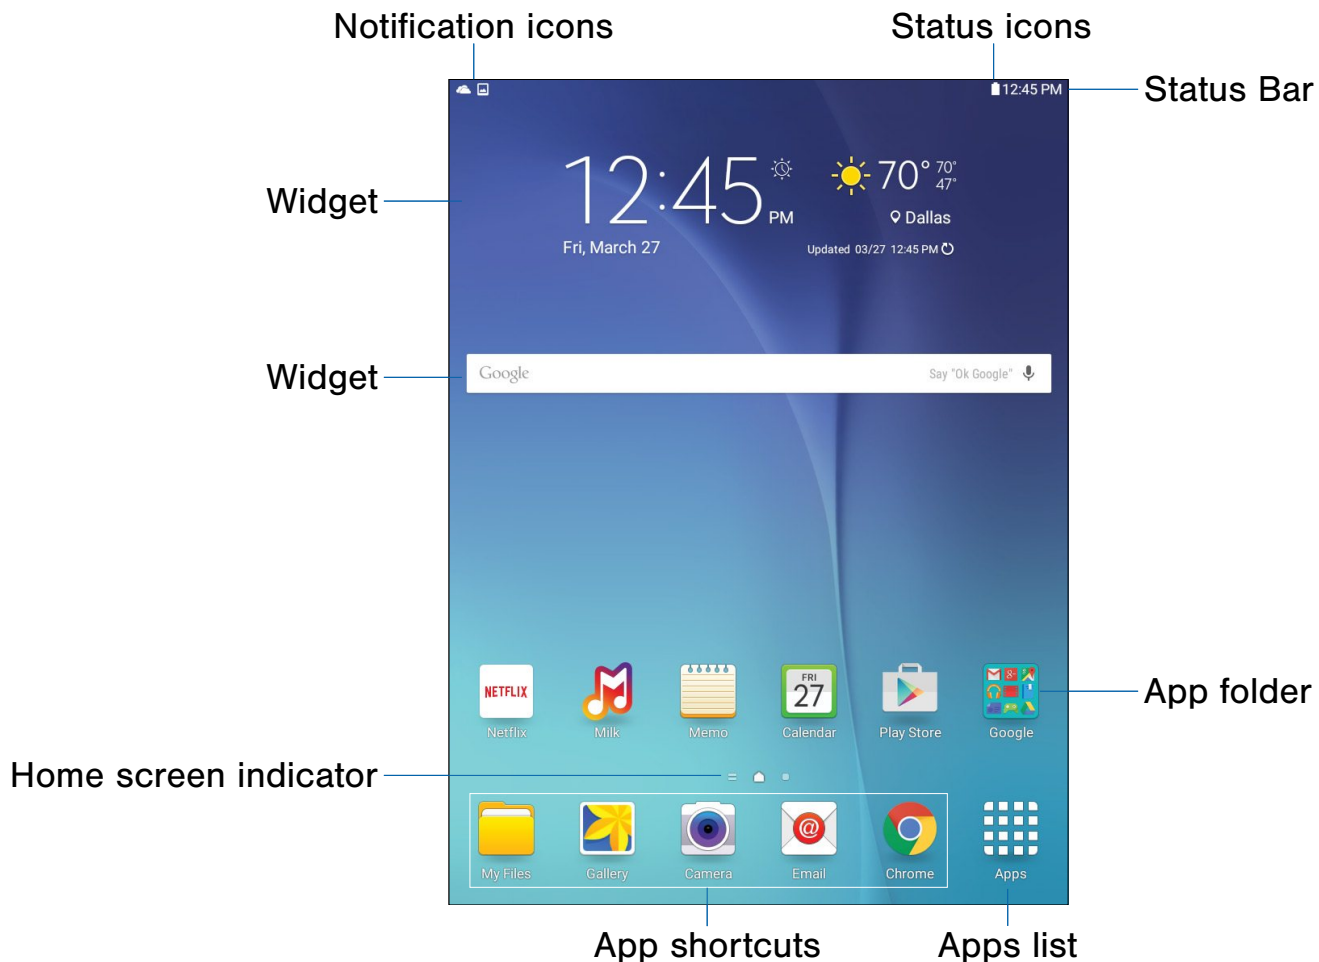 Notification icons
Status icons
12:45 PM
Status Bar
Widget
12:45 PM
Fri, March 27
70° 70° 47°
Dallas
Updated 03/27 12:45 PM
Widget
Google
Say "Ok Google"
NETFLIX
FRI
27
Netflix
Milk
Memo
Calendar
Play Store
Google
App folder
Home screen indicator
@
My Files
Gallery
Camera
Email
Chrome
Apps
App shortcuts
Apps list